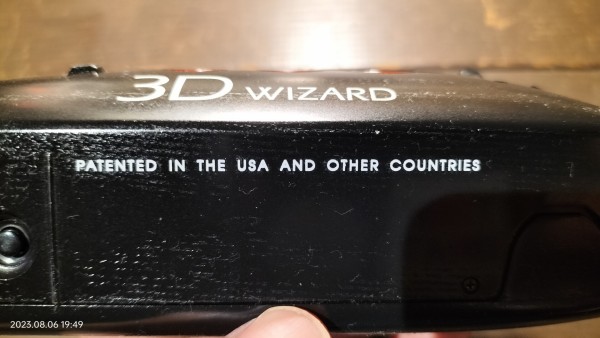 3D WIZARD
PATENTED IN THE USA AND OTHER COUNTRIES
2023.08.06 19:49